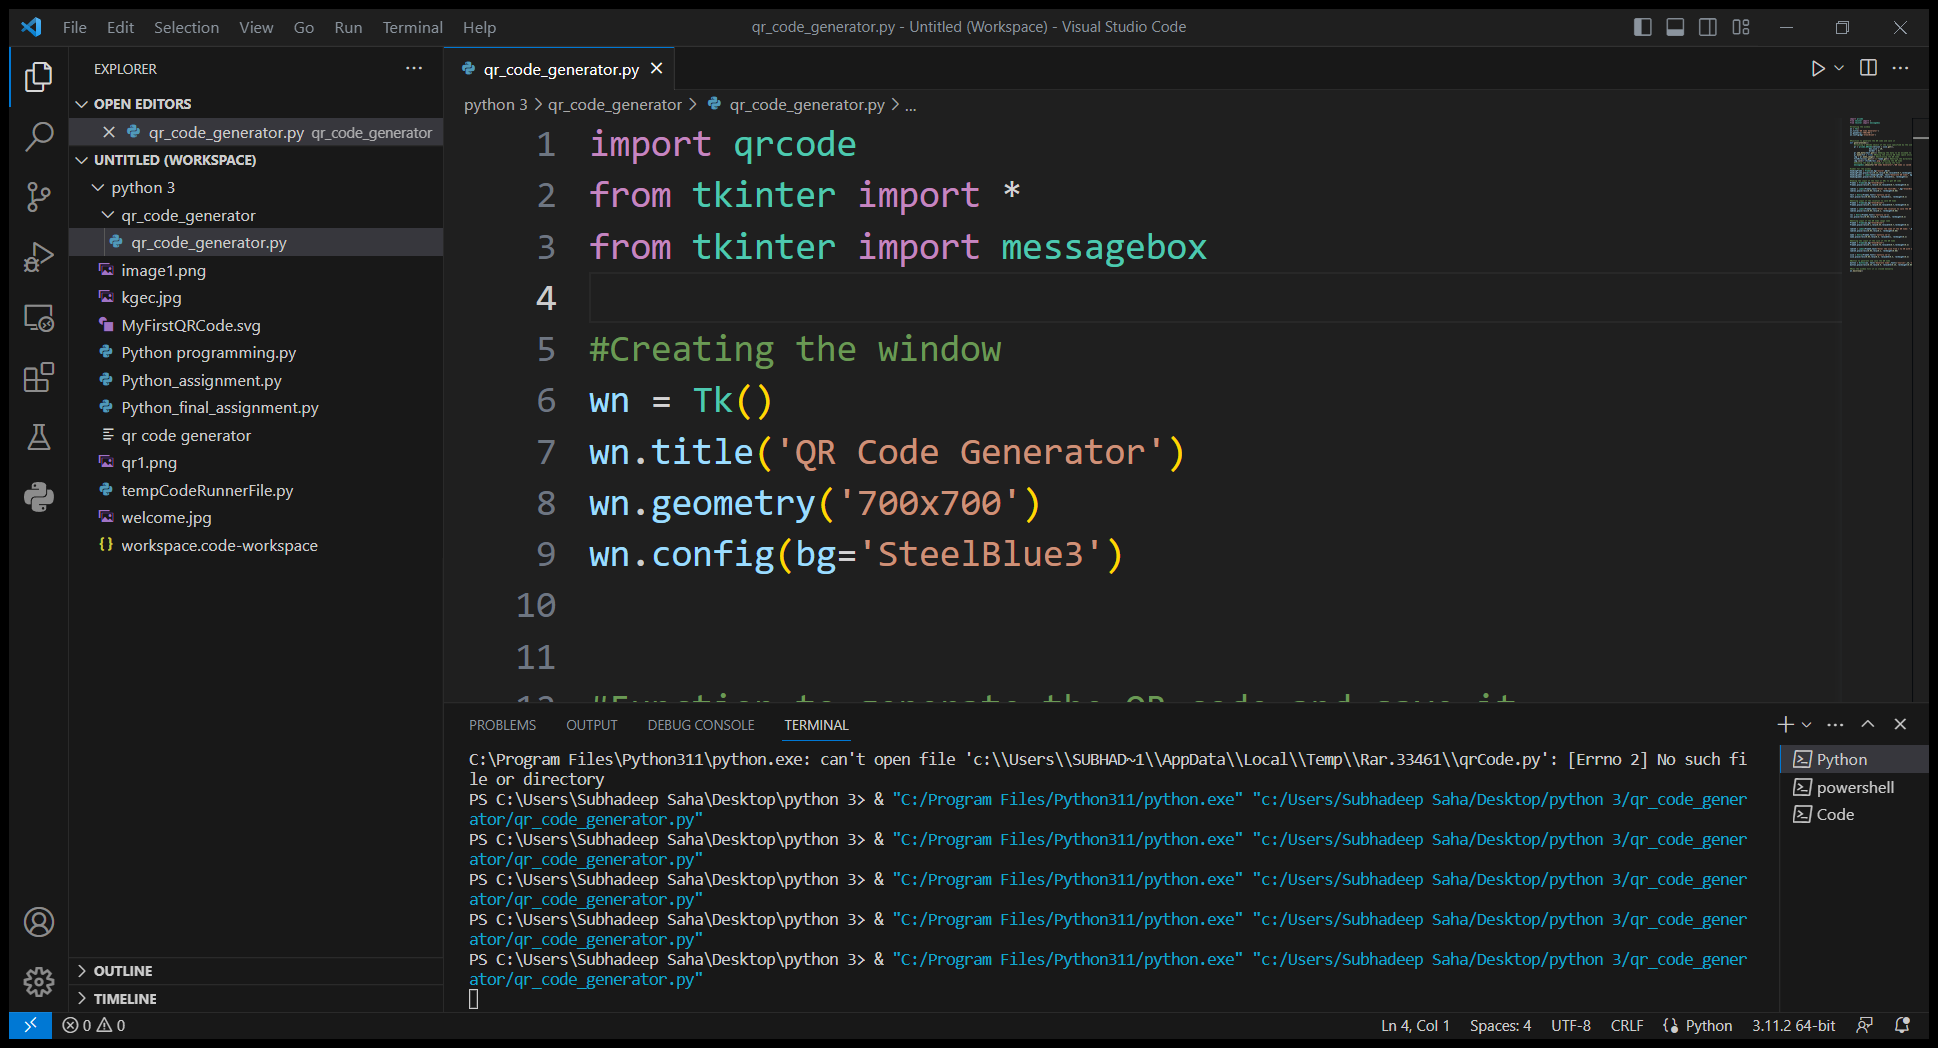 File Edit Selection View Go Run Terminal Help
qr_code_generator.py - Untitled (Workspace) - Visual Studio Code
EXPLORER
OPEN EDITORS
qr_code_generator.py qr_code_generator
UNTITLED (WORKSPACE)
python 3
qr_code_generator
qr_code_generator.py
image1.png
kgec.jpg
MyFirstQRCode.svg
Python programming.py
Python_assignment.py
Python_final_assignment.py
qr code generator
qr1.png
tempCodeRunnerFile.py
welcome.jpg
workspace.code-workspace
OUTLINE
TIMELINE
qr_code_generator.py
python 3 > qr_code_generator > qr_code_generator.py > ...
1 import qrcode
2 from tkinter import *
3 from tkinter import messagebox
4
5 #Creating the window
6 wn = Tk()
7 wn.title('QR Code Generator')
8 wn.geometry('700x700')
9 wn.config(bg='SteelBlue3')
10
11
12 #Function to generate the QR code and save it
PROBLEMS OUTPUT DEBUG CONSOLE TERMINAL
C:\Program Files\Python311\python.exe: can't open file 'c:\\Users\\SUBHAD~1\\AppData\\Local\\Temp\\Rar.33461\\qrCode.py': [Errno 2] No such fi
le or directory
PS C:\Users\Subhadeep Saha\Desktop\python 3> & "C:/Program Files/Python311/python.exe" "c:/Users/Subhadeep Saha/Desktop/python 3/qr_code_gener
ator/qr_code_generator.py"
PS C:\Users\Subhadeep Saha\Desktop\python 3> & "C:/Program Files/Python311/python.exe" "c:/Users/Subhadeep Saha/Desktop/python 3/qr_code_gener
ator/qr_code_generator.py"
PS C:\Users\Subhadeep Saha\Desktop\python 3> & "C:/Program Files/Python311/python.exe" "c:/Users/Subhadeep Saha/Desktop/python 3/qr_code_gener
ator/qr_code_generator.py"
PS C:\Users\Subhadeep Saha\Desktop\python 3> & "C:/Program Files/Python311/python.exe" "c:/Users/Subhadeep Saha/Desktop/python 3/qr_code_gener
ator/qr_code_generator.py"
PS C:\Users\Subhadeep Saha\Desktop\python 3> & "C:/Program Files/Python311/python.exe" "c:/Users/Subhadeep Saha/Desktop/python 3/qr_code_gener
ator/qr_code_generator.py"
Python
powershell
Code
0 0
Ln 4, Col 1 Spaces: 4 UTF-8 CRLF Python 3.11.2 64-bit